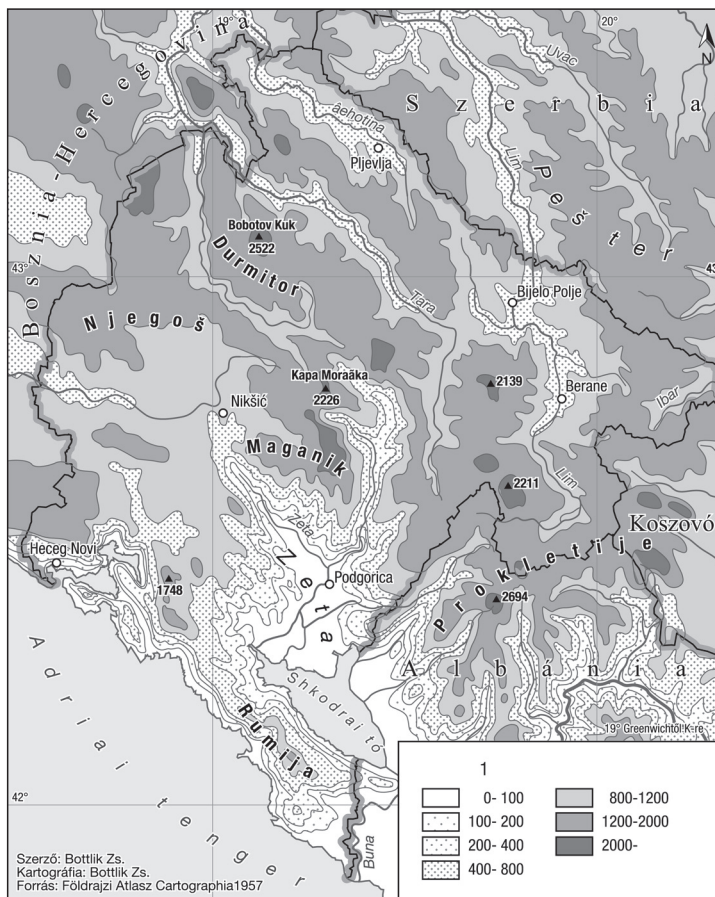 19°
20°
N
Bosznia-Hercegovina
Szerbia
Uvac
áehotina
Pljevlja
Lim
Pešter
Bobotov Kuk
2522
Durmitor
43°
43
Tara
Bijelo Polje
Njegoš
Kapa Moraăka
2226
2139
Berane
Ibar
Nikšić
Maganik
Lim
2211
Koszovó
Zeta
Heceg Novi
Zeta
Podgorica
1748
Prokletije
2694
Albánia
Adriai tenger
Shkodrai tó
Rumija
19° Greenwichtől K-re
42°
Buna
1
0- 100
100- 200
200- 400
400- 800
800-1200
1200-2000
2000-
Szerző: Bottlik Zs.
Kartográfia: Bottlik Zs.
Forrás: Földrajzi Atlasz Cartographia1957